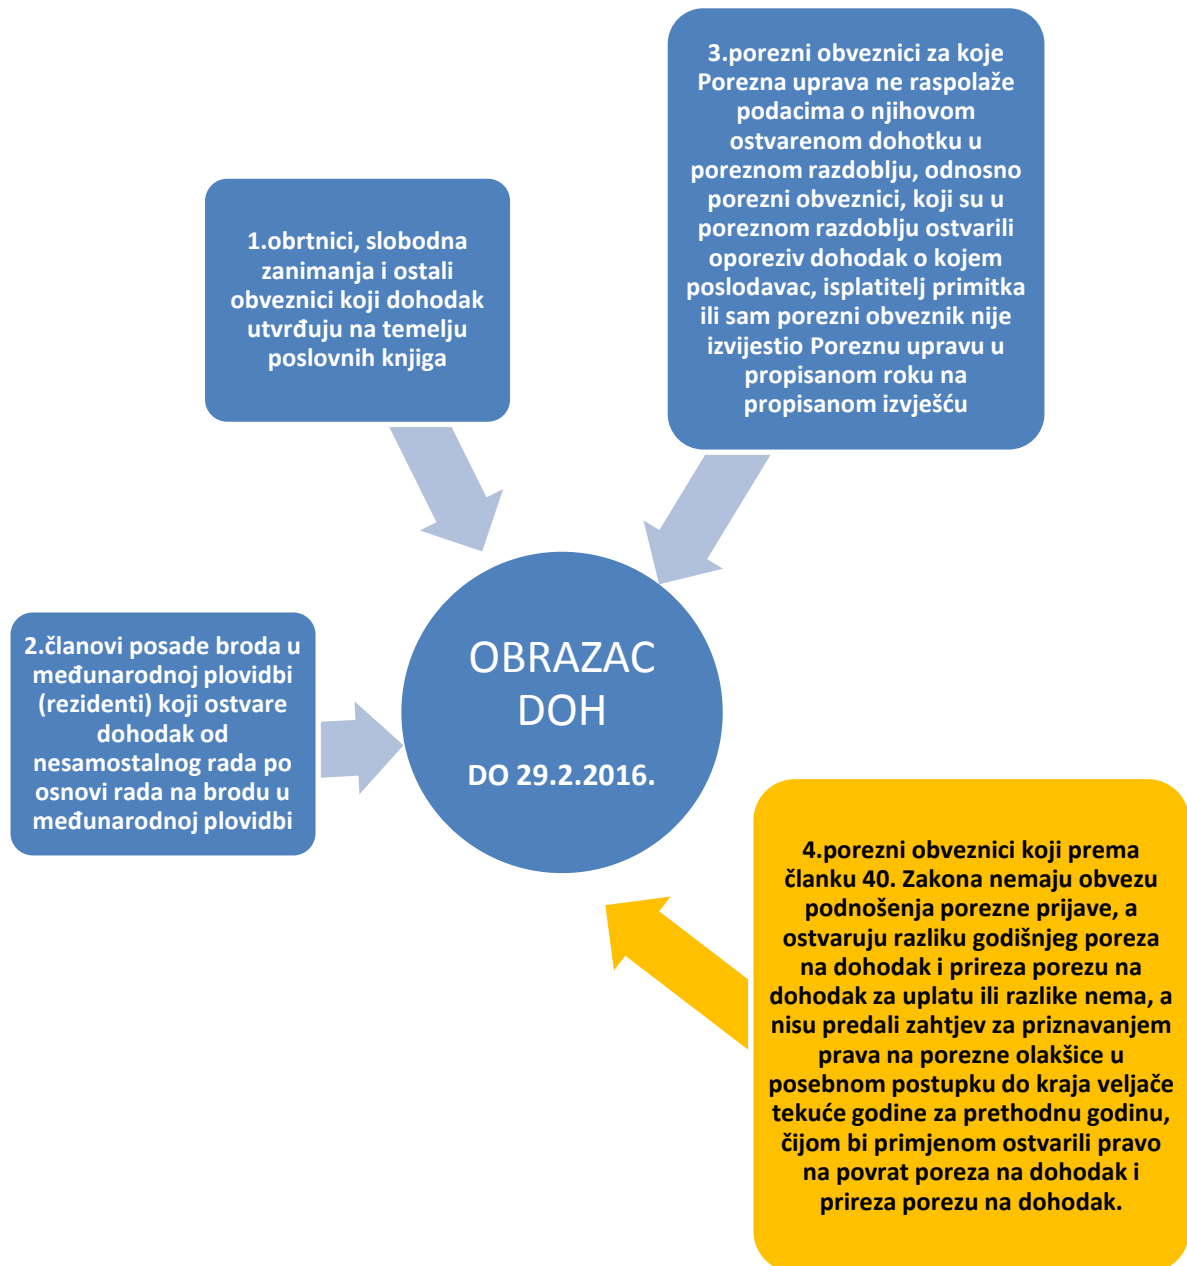 1.obrtnici, slobodna
zanimanja i ostali
obveznici koji dohodak
utvrđuju na temelju
poslovnih knjiga
2.članovi posade broda u
međunarodnoj plovidbi
(rezidenti) koji ostvare
dohodak od
nesamostalnog rada po
osnovi rada na brodu u
međunarodnoj plovidbi
3.porezni obveznici za koje
Porezna uprava ne raspolaže
podacima o njihovom
ostvarenom dohotku u
poreznom razdoblju, odnosno
porezni obveznici, koji su u
poreznom razdoblju ostvarili
oporeziv dohodak o kojem
poslodavac, isplatitelj primitka
ili sam porezni obveznik nije
izvijestio Poreznu upravu u
propisanom roku na
propisanom izvješću
OBRAZAC
DOH
DO 29.2.2016.
4.porezni obveznici koji prema
članku 40. Zakona nemaju obvezu
podnošenja porezne prijave, a
ostvaruju razliku godišnjeg poreza
na dohodak i prireza porezu na
dohodak za uplatu ili razlike nema, a
nisu predali zahtjev za priznavanjem
prava na porezne olakšice u
posebnom postupku do kraja veljače
tekuće godine za prethodnu godinu,
čijom bi primjenom ostvarili pravo
na povrat poreza na dohodak i
prireza porezu na dohodak.